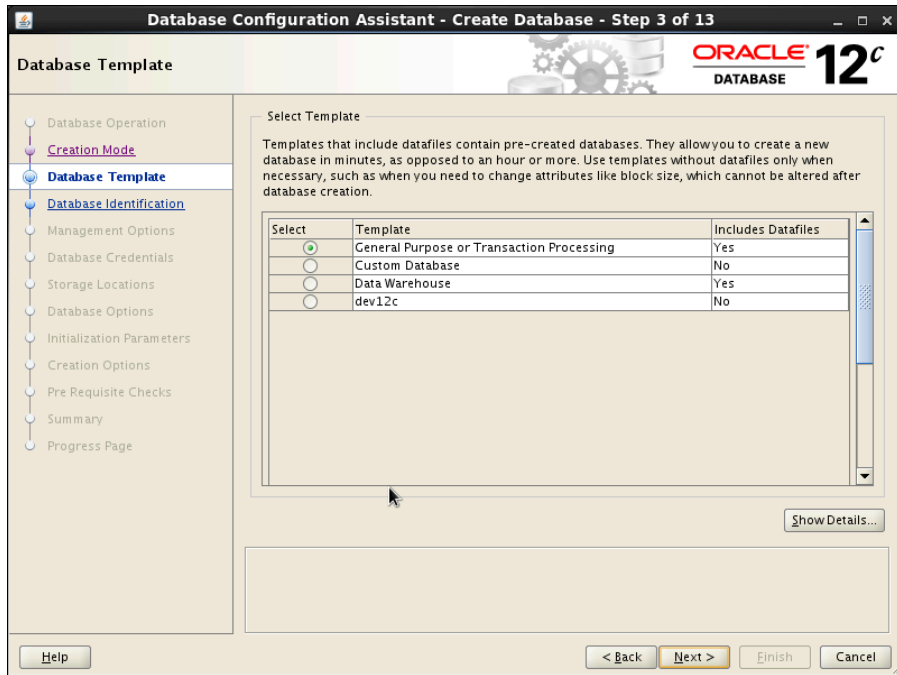 Database Configuration Assistant - Create Database - Step 3 of 13
Database Template
ORACLE®
DATABASE
12c
Database Operation
Creation Mode
Database Template
Database Identification
Management Options
Database Credentials
Storage Locations
Database Options
Initialization Parameters
Creation Options
Pre Requisite Checks
Summary
Progress Page
Select Template
Templates that include datafiles contain pre-created databases. They allow you to create a new
database in minutes, as opposed to an hour or more. Use templates without datafiles only when
necessary, such as when you need to change attributes like block size, which cannot be altered after
database creation.
Select Template Includes Datafiles
General Purpose or Transaction Processing Yes
Custom Database No
Data Warehouse Yes
dev12c No
Show Details...
Help
< Back
Next >
Finish
Cancel